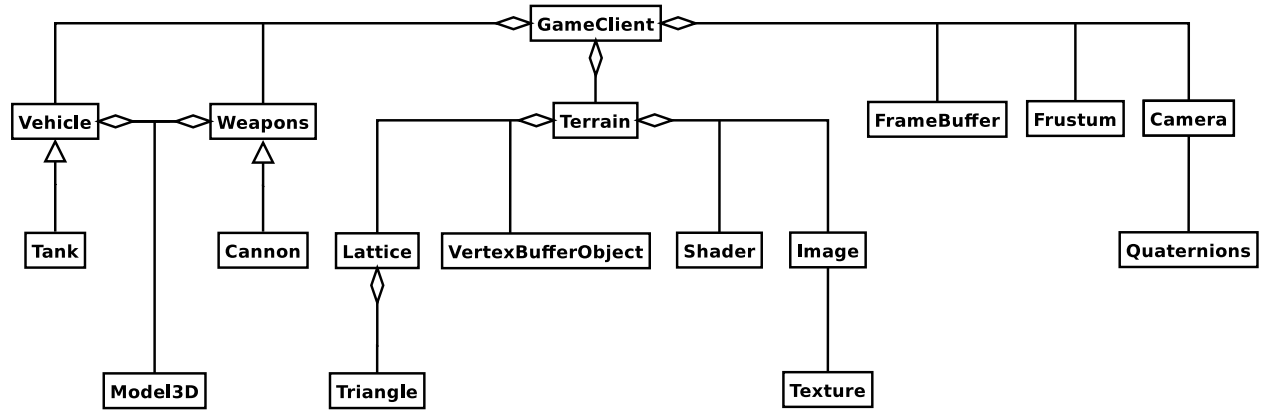 GameClient
Vehicle
Weapons
Terrain
FrameBuffer
Frustum
Camera
Tank
Cannon
Lattice
VertexBufferObject
Shader
Image
Quaternions
Model3D
Triangle
Texture